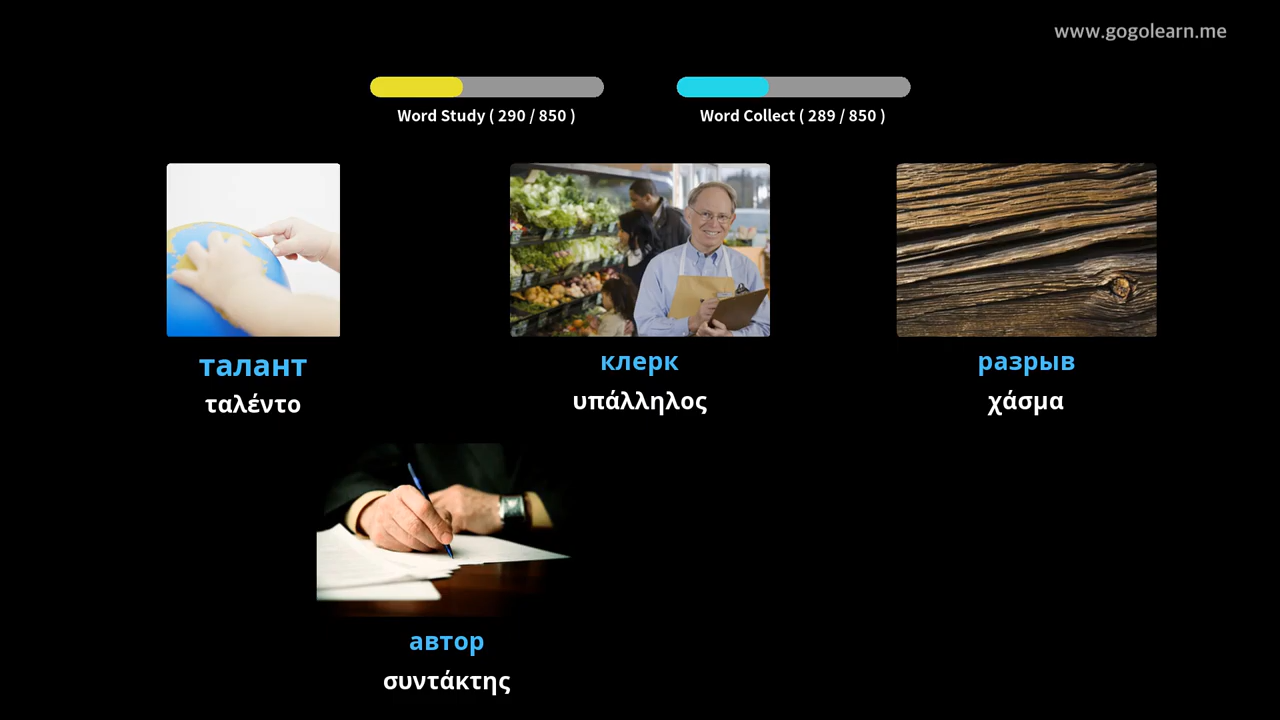 www.gogolearn.me
Word Study ( 290 / 850 )
Word Collect ( 289 / 850 )
талант
ταλέντο
клерк
υπάλληλος
разрыв
χάσμα
автор
συντάκτης